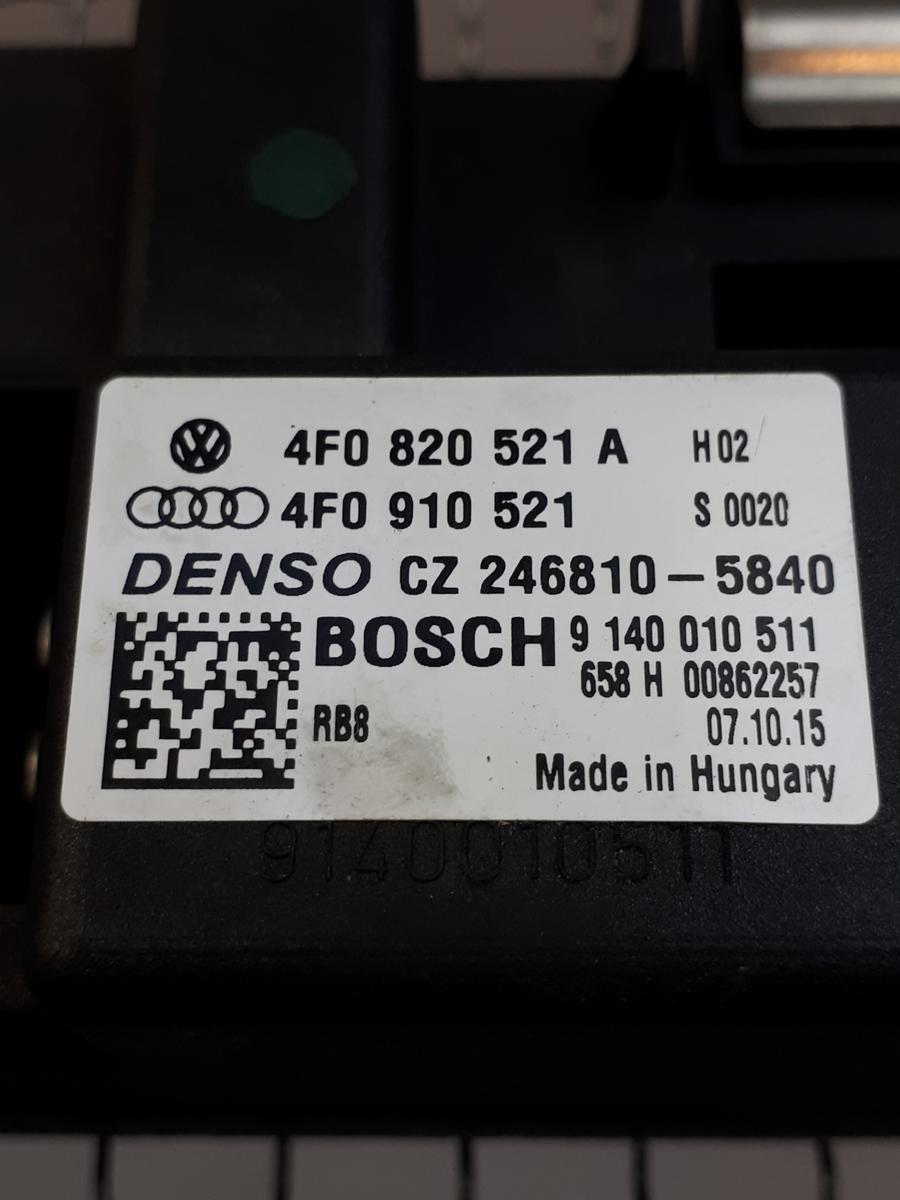 4F0 820 521 A H02
4F0 910 521 S 0020
DENSO CZ 246810-5840
BOSCH 9 140 010 511
658 H 00862257
RB8 07.10.15
Made in Hungary
9140010511